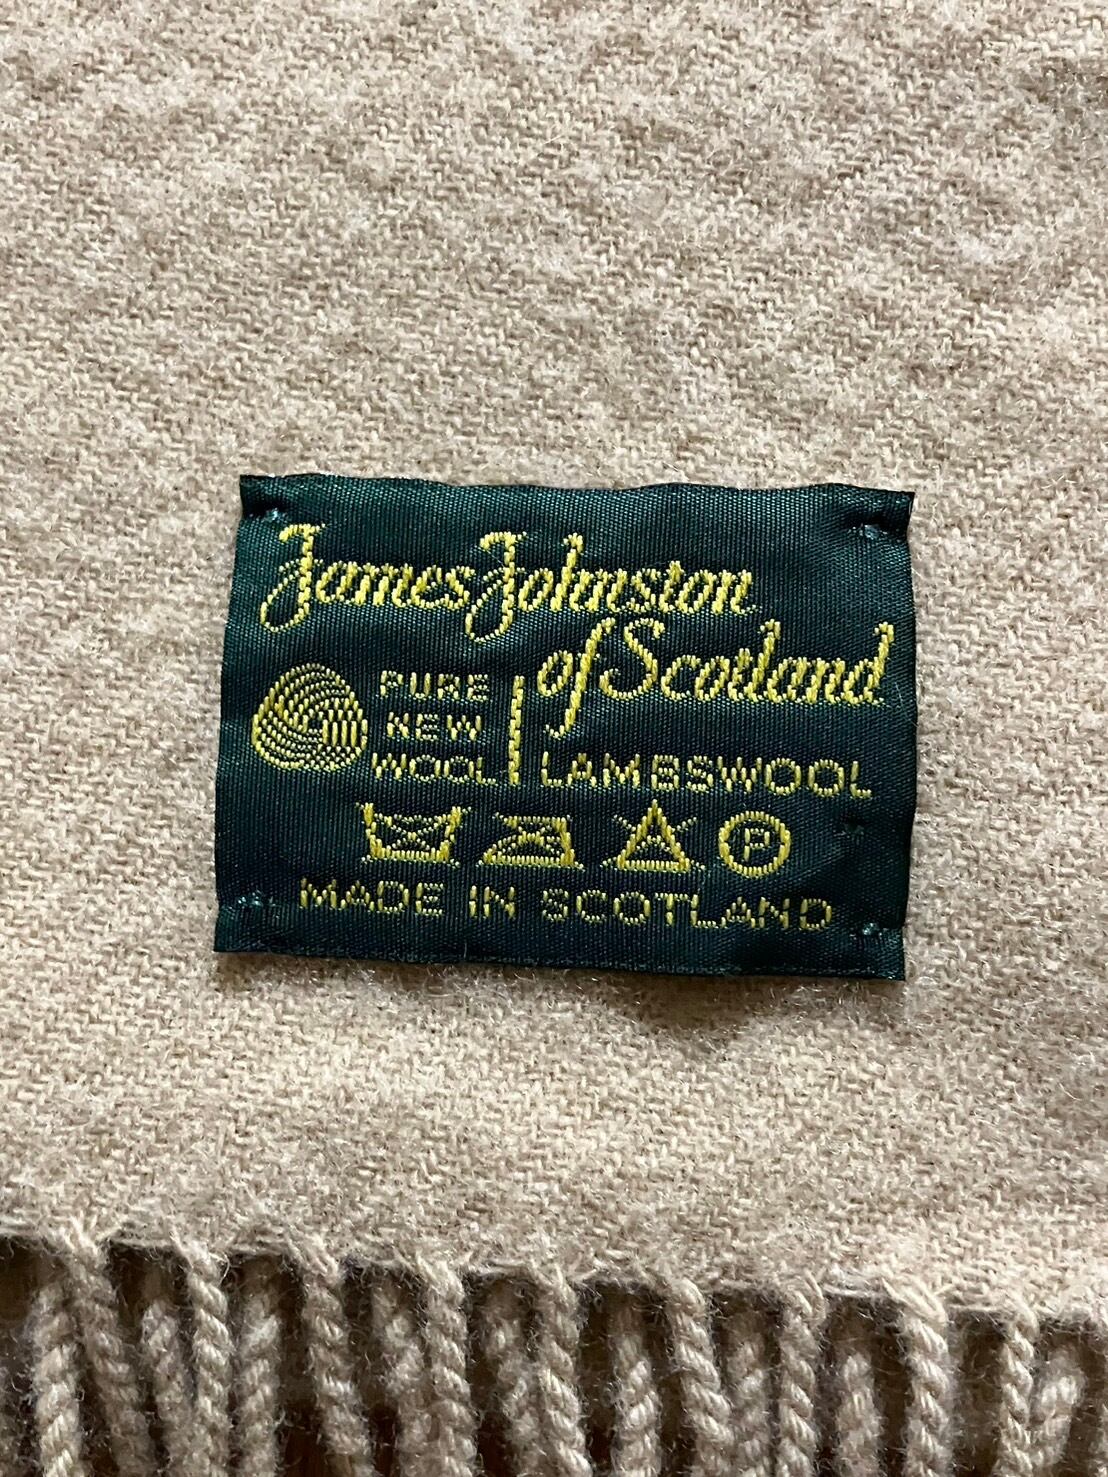 James Johnston
of Scotland
PURE
NEW
WOOL
LAMBSWOOL
P
MADE IN SCOTLAND